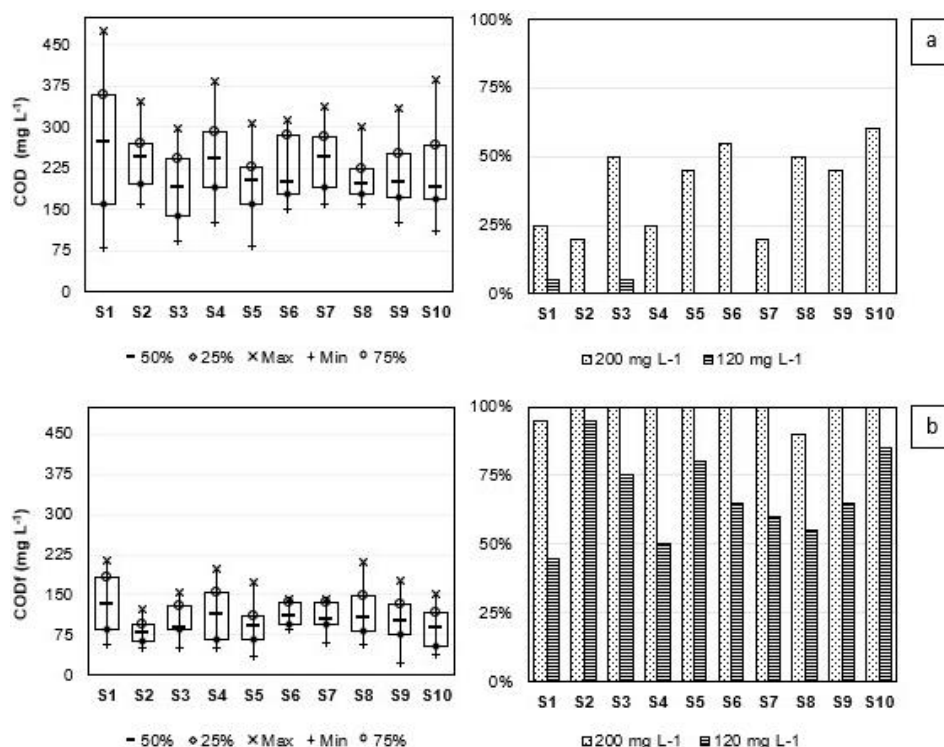 COD (mg L-1)
450
375
300
225
150
75
0
S1 S2 S3 S4 S5 S6 S7 S8 S9 S10
50% 25% Max Min 75%
100%
75%
50%
25%
0%
S1 S2 S3 S4 S5 S6 S7 S8 S9 S10
200 mg L-1 120 mg L-1
a
CODf (mg L-1)
450
375
300
225
150
75
0
S1 S2 S3 S4 S5 S6 S7 S8 S9 S10
50% 25% Max Min 75%
100%
75%
50%
25%
0%
S1 S2 S3 S4 S5 S6 S7 S8 S9 S10
200 mg L-1 120 mg L-1
b